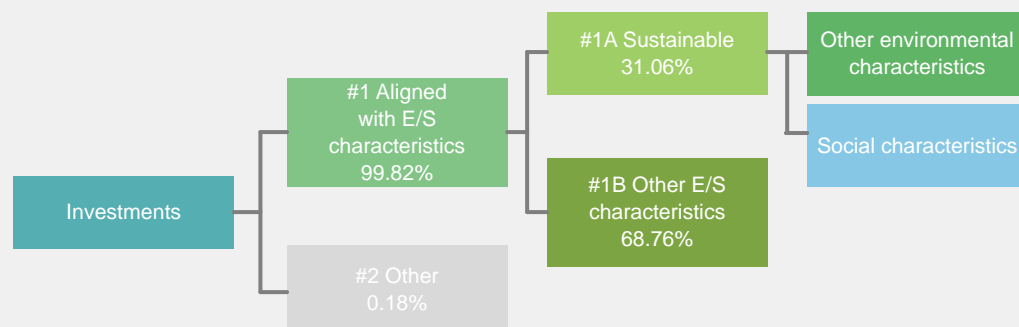 Investments
#1 Aligned
with E/S
characteristics
99.82%
#2 Other
0.18%
#1A Sustainable
31.06%
#1B Other E/S
characteristics
68.76%
Other environmental
characteristics
Social characteristics